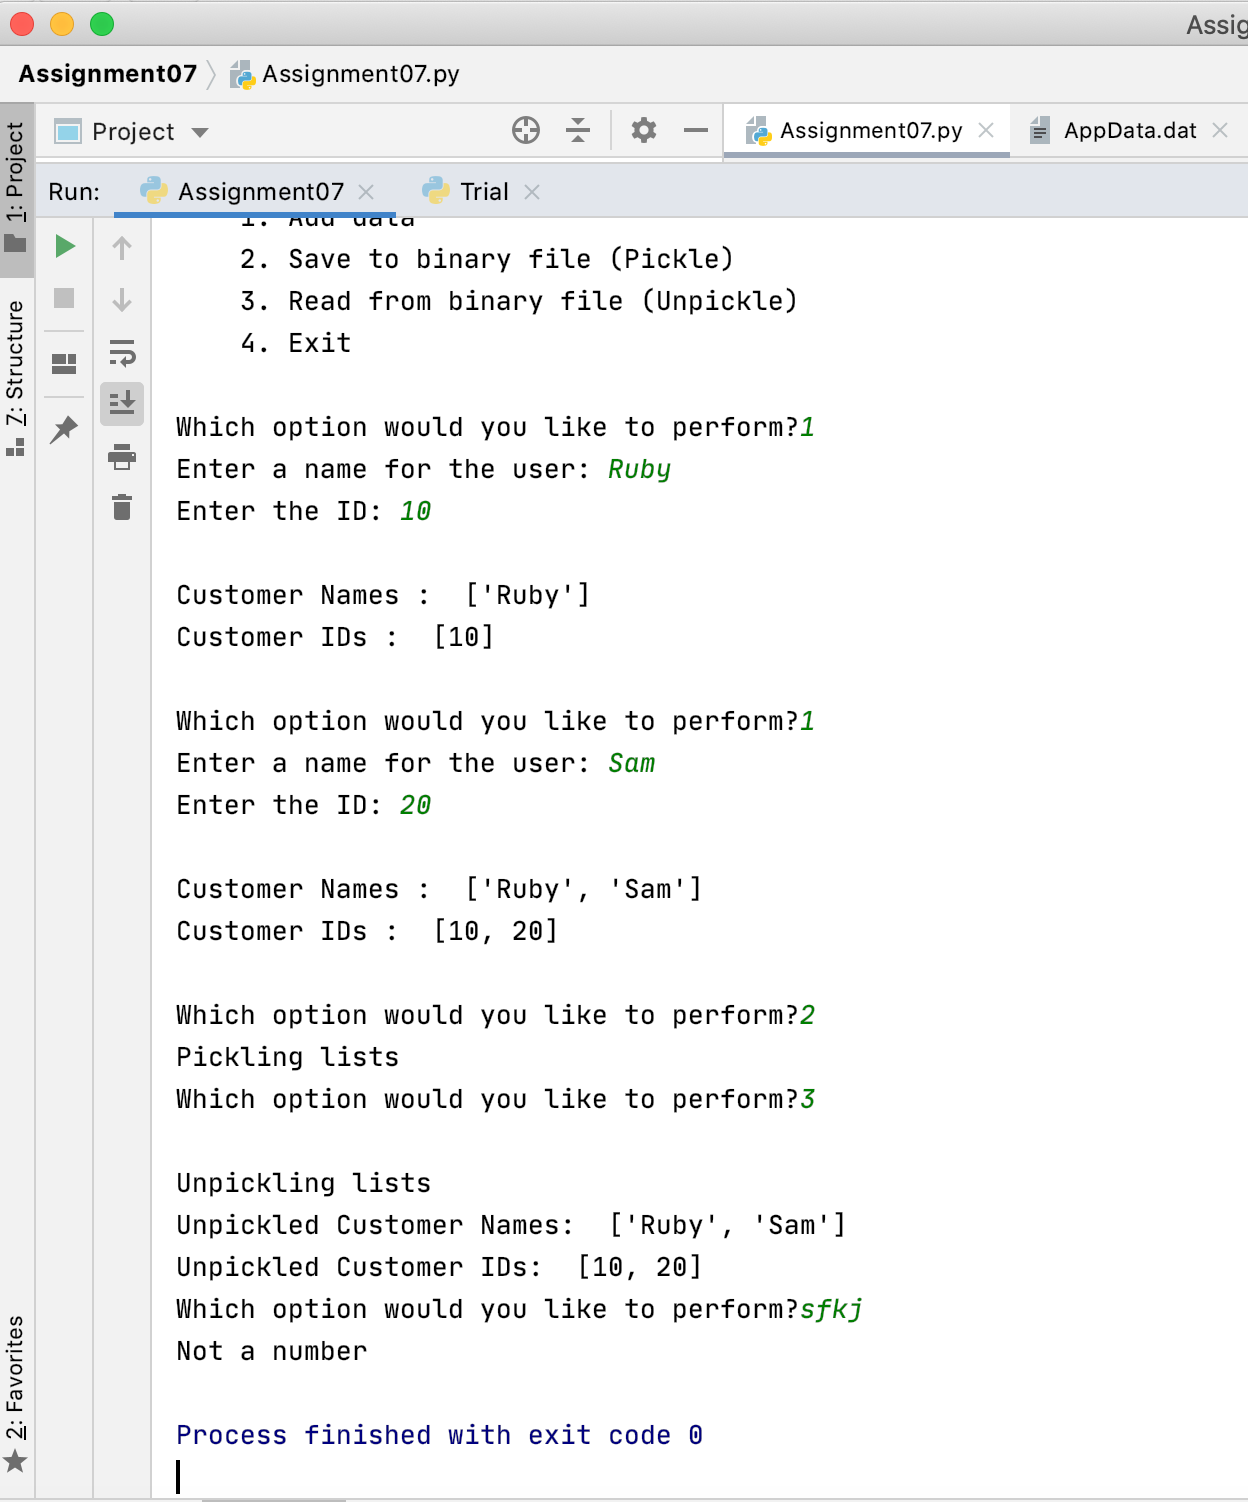 Assig
Assignment07 Assignment07.py
Project Assignment07.py AppData.dat
Run: Assignment07 Trial
1: Project
7: Structure
2: Favorites
1. Add data
2. Save to binary file (Pickle)
3. Read from binary file (Unpickle)
4. Exit
Which option would you like to perform?1
Enter a name for the user: Ruby
Enter the ID: 10
Customer Names :  ['Ruby']
Customer IDs :  [10]
Which option would you like to perform?1
Enter a name for the user: Sam
Enter the ID: 20
Customer Names :  ['Ruby', 'Sam']
Customer IDs :  [10, 20]
Which option would you like to perform?2
Pickling lists
Which option would you like to perform?3
Unpickling lists
Unpickled Customer Names:  ['Ruby', 'Sam']
Unpickled Customer IDs:  [10, 20]
Which option would you like to perform?sfkj
Not a number
Process finished with exit code 0